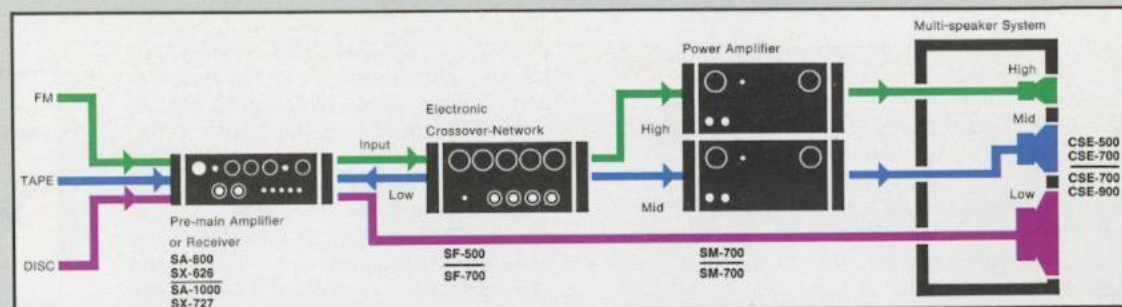 Multi-speaker System
Power Amplifier
High
FM
Electronic
Crossover-Network
Input
High
Mid
TAPE
Low
Mid
CSE-500
CSE-700
CSE-700
CSE-900
Low
Pre-main Amplifier
or Receiver
DISC
SA-800
SX-626
SA-1000
SX-727
SF-500
SF-700
SM-700
SM-700